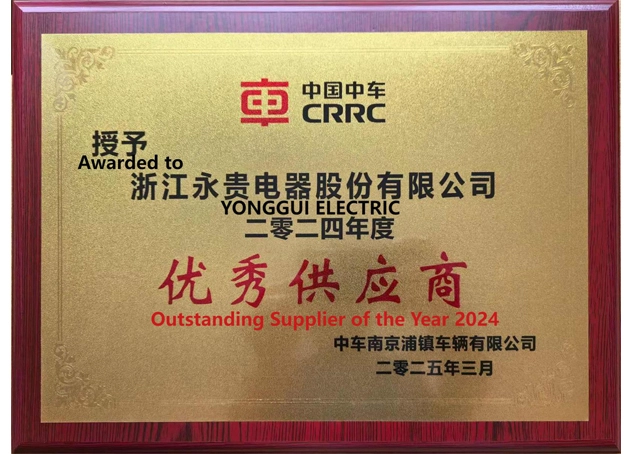 中国中车
CRRC
授予
Awarded to
浙江永贵电器股份有限公司
YONGGUI ELECTRIC
二零二四年度
优秀供应商
Outstanding Supplier of the Year 2024
中车南京浦镇车辆有限公司
二零二五年三月